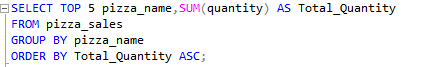 SELECT TOP 5 pizza_name,SUM(quantity) AS Total_Quantity
FROM pizza_sales
GROUP BY pizza_name
ORDER BY Total_Quantity ASC;